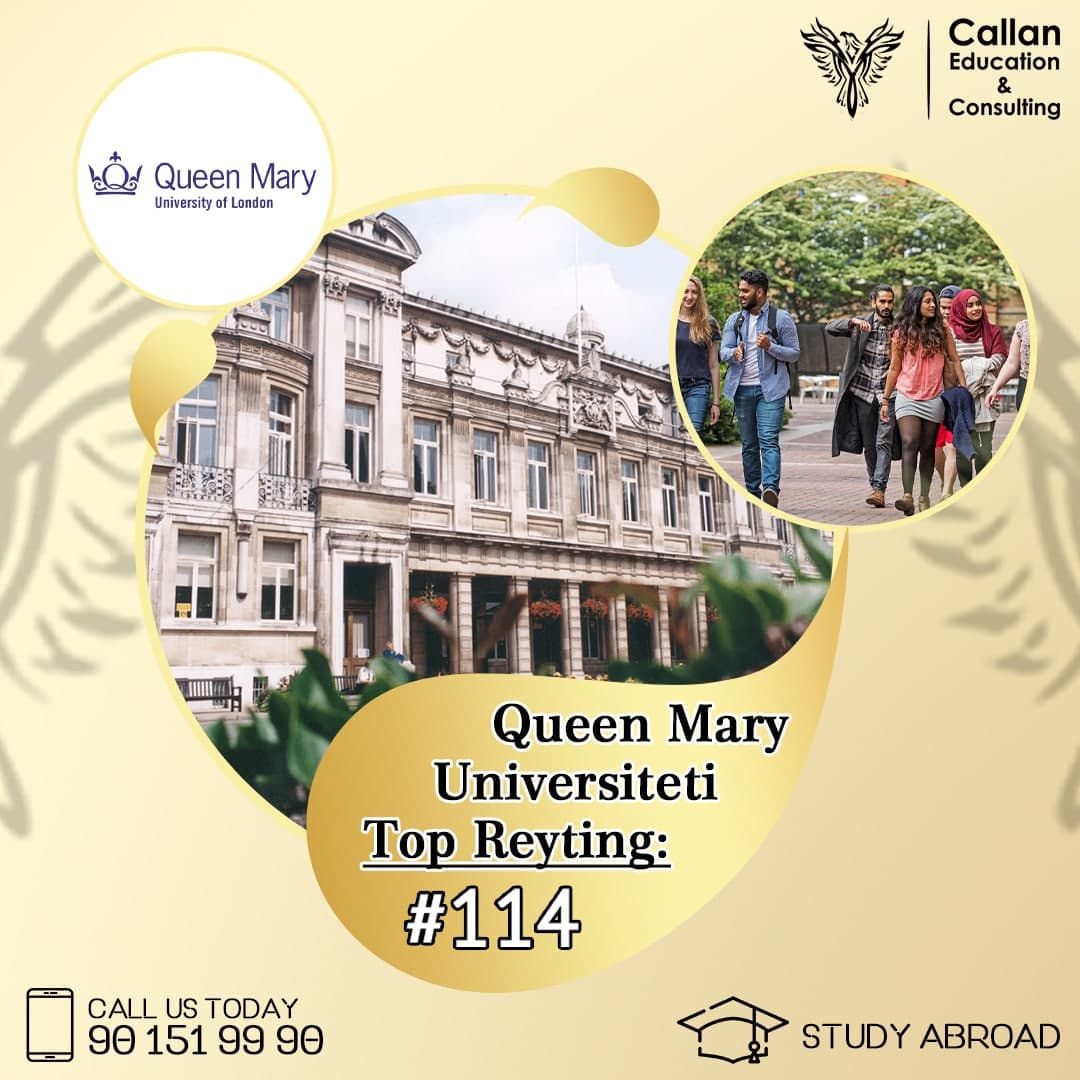 Callan
Education
&
Consulting
Queen Mary
University of London
Queen Mary
Universiteti
Top Reyting:
#114
CALL US TODAY
90 151 99 90
STUDY ABROAD